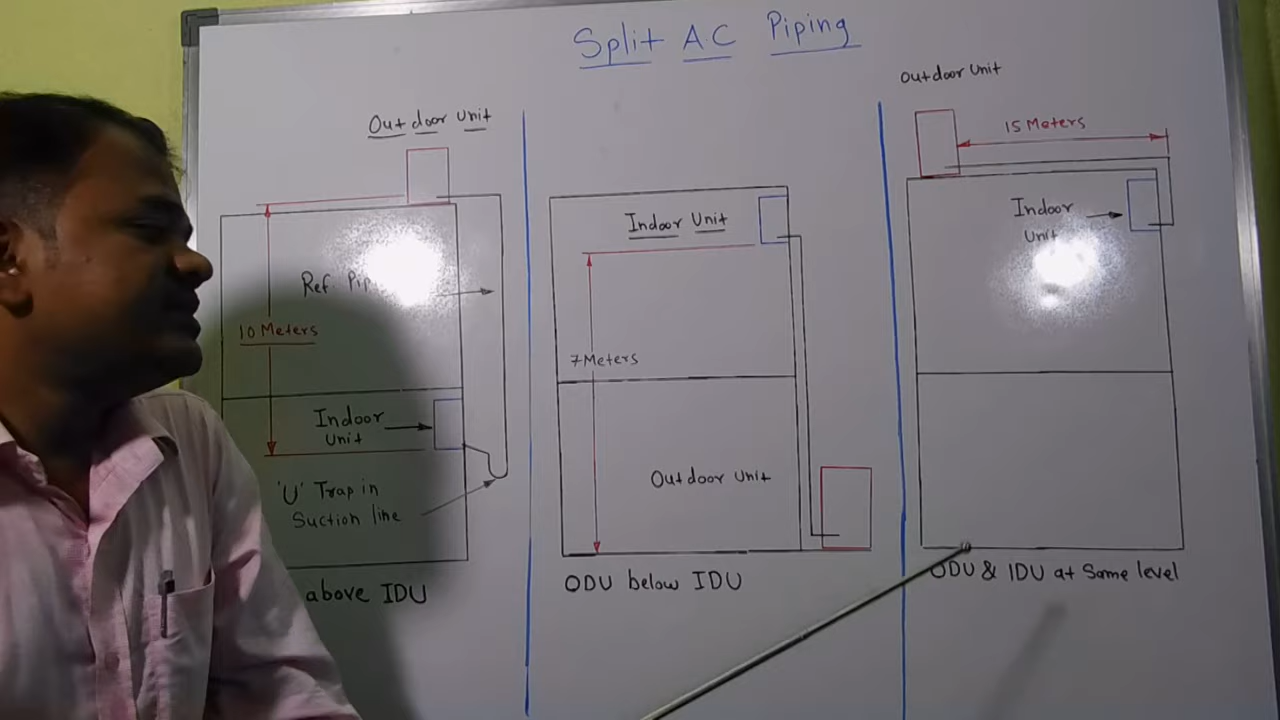 Split AC Piping
Outdoor Unit
Ref. Pip
10 Meters
Indoor
Unit
'U' Trap in
Suction line
above IDU
Indoor Unit
7 Meters
Outdoor Unit
ODU below IDU
Outdoor Unit
15 Meters
Indoor
Unit
ODU & IDU at Same level